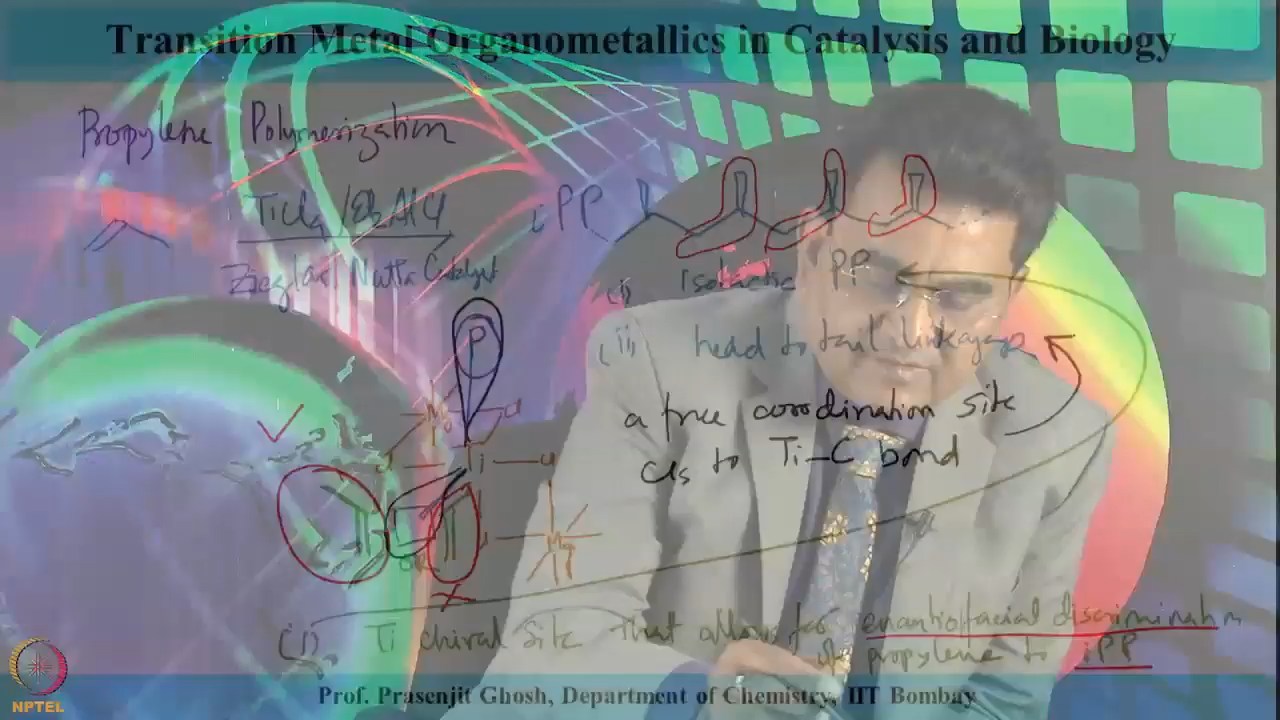 Transition Metal Organometallics in Catalysis and Biology
Propylene Polymerization
TiCl4/Et2AlCl iPP
Ziegler Natta Catalyst
(i) Isotactic PP
P
(ii) head to tail linkages
a free coordination site
cis to Ti-C bond
Ti
Mg
OR
(i) Ti chiral site that allows for enantiofacial discrimination
of propylene to iPP
Prof. Prasenjit Ghosh, Department of Chemistry, IIT Bombay
NPTEL